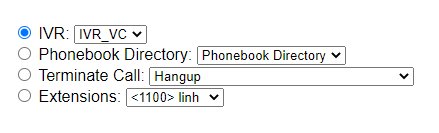 IVR: IVR_VC
Phonebook Directory: Phonebook Directory
Terminate Call: Hangup
Extensions: <1100> linh